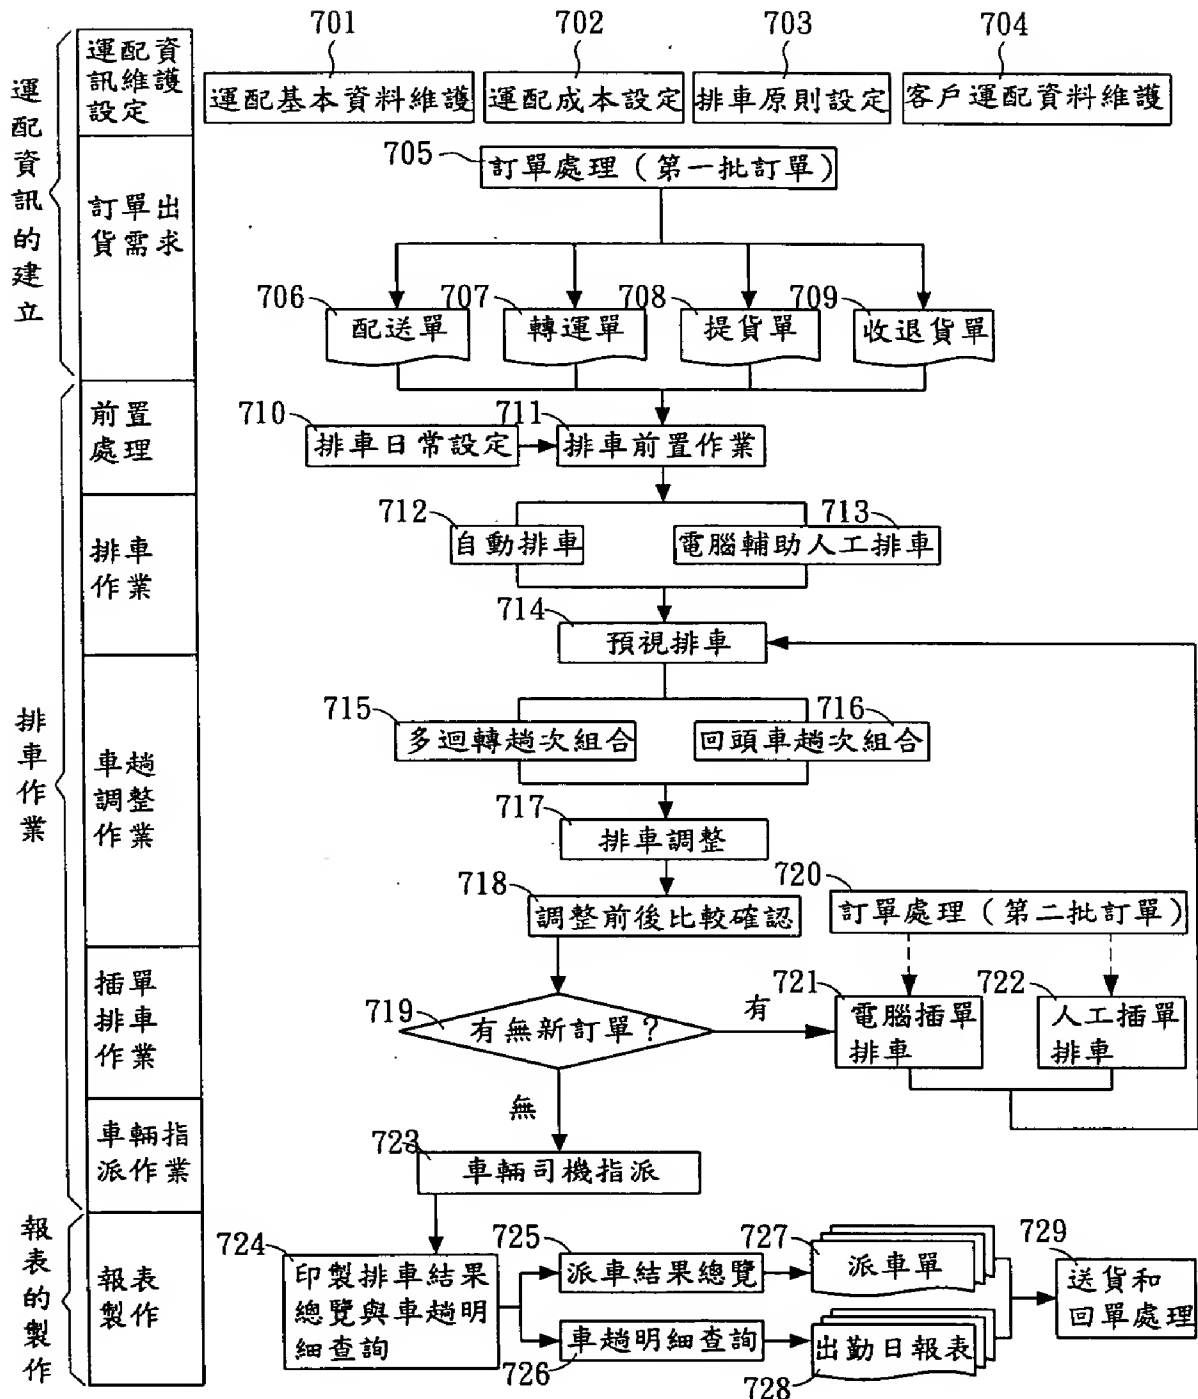 701
702
703
704
運配資訊的建立
運配資
訊維護
設定
運配基本資料維護
運配成本設定
排車原則設定
客戶運配資料維護
訂單出
貨需求
705
訂單處理（第一批訂單）
706
707
708
709
配送單
轉運單
提貨單
收退貨單
排車作業
前置
處理
710
711
排車日常設定
排車前置作業
排車
作業
712
713
自動排車
電腦輔助人工排車
714
預視排車
車趟
調整
作業
715
716
多迴轉趟次組合
回頭車趟次組合
717
排車調整
718
調整前後比較確認
720
訂單處理（第二批訂單）
插單
排車
作業
719
有無新訂單？
有
721
電腦插單
排車
722
人工插單
排車
無
車輛指
派作業
723
車輛司機指派
報表的製作
報表
製作
724
印製排車結果
總覽與車趟明
細查詢
725
派車結果總覽
727
派車單
729
送貨和
回單處理
車趟明細查詢
726
出勤日報表
728